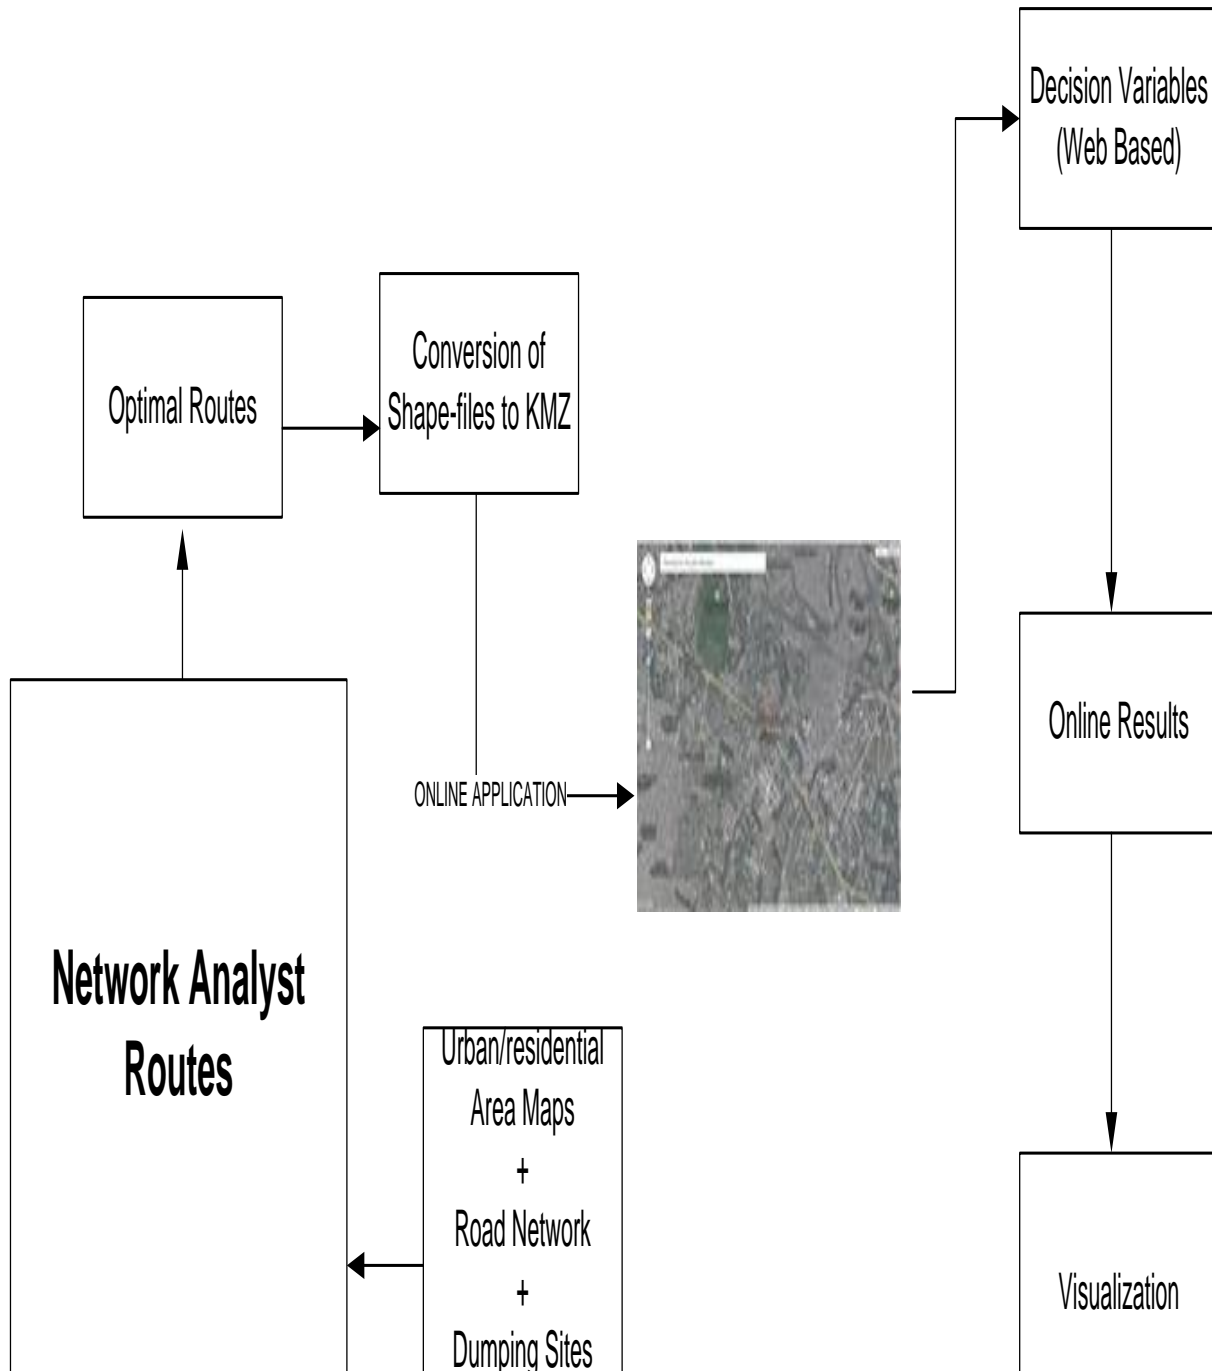 Decision Variables
(Web Based)
Conversion of
Shape-files to KMZ
Optimal Routes
Online Results
ONLINE APPLICATION
Network Analyst
Routes
Urban/residential
Area Maps
+
Road Network
+
Dumping Sites
Visualization